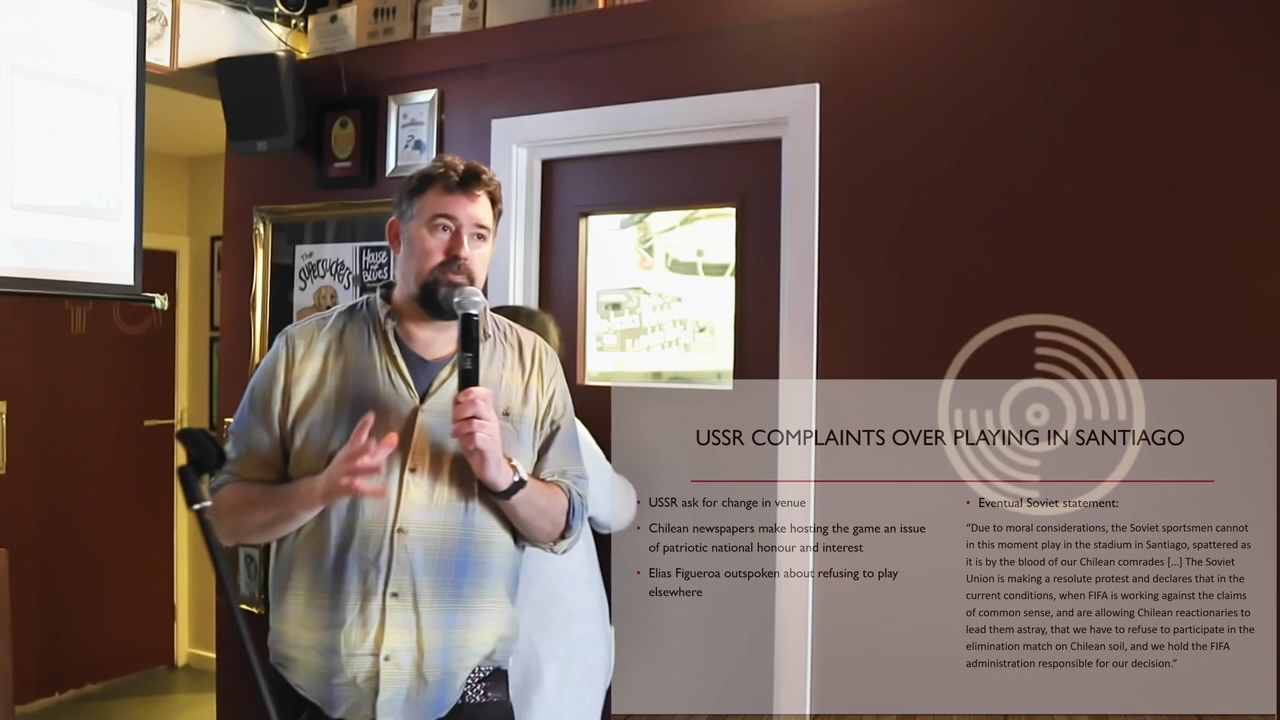 The
SUPERSUCKERS
HOUSE
OF
BLUES
USSR COMPLAINTS OVER PLAYING IN SANTIAGO
• USSR ask for change in venue
• Chilean newspapers make hosting the game an issue
of patriotic national honour and interest
• Elias Figueroa outspoken about refusing to play
elsewhere
• Eventual Soviet statement:
“Due to moral considerations, the Soviet sportsmen cannot
in this moment play in the stadium in Santiago, spattered as
it is by the blood of our Chilean comrades [...] The Soviet
Union is making a resolute protest and declares that in the
current conditions, when FIFA is working against the claims
of common sense, and are allowing Chilean reactionaries to
lead them astray, that we have to refuse to participate in the
elimination match on Chilean soil, and we hold the FIFA
administration responsible for our decision.”